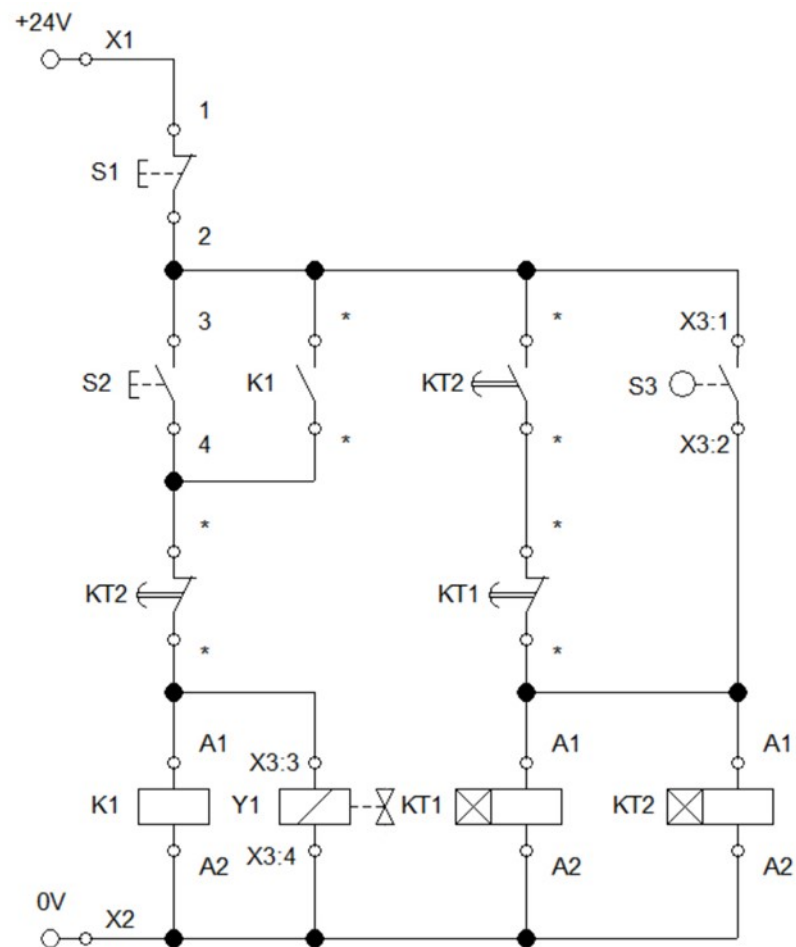 +24V
X1
1
S1
2
3
*
*
X3:1
S2
K1
KT2
S3
4
*
*
X3:2
*
*
KT2
KT1
*
*
A1
X3:3
A1
A1
K1
Y1
KT1
KT2
A2
X3:4
A2
A2
0V
X2